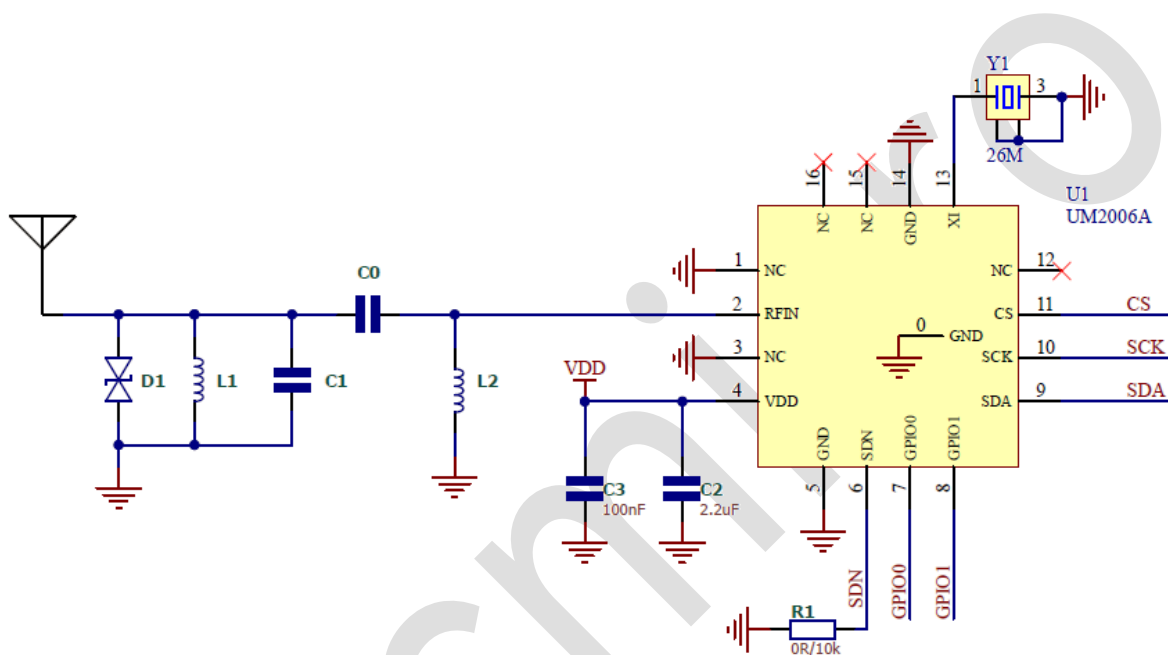 Y1
1
3
26M
U1
UM2006A
16
15
14
13
NC
NC
GND
XI
C0
1
NC
NC
12
2
RFIN
CS
11
CS
0
GND
3
NC
SCK
10
SCK
D1
L1
C1
L2
VDD
4
VDD
SDA
9
SDA
GND
SDN
GPIO0
GPIO1
5
6
7
8
C3
100nF
C2
2.2uF
SDN
GPIO0
GPIO1
R1
0R/10k